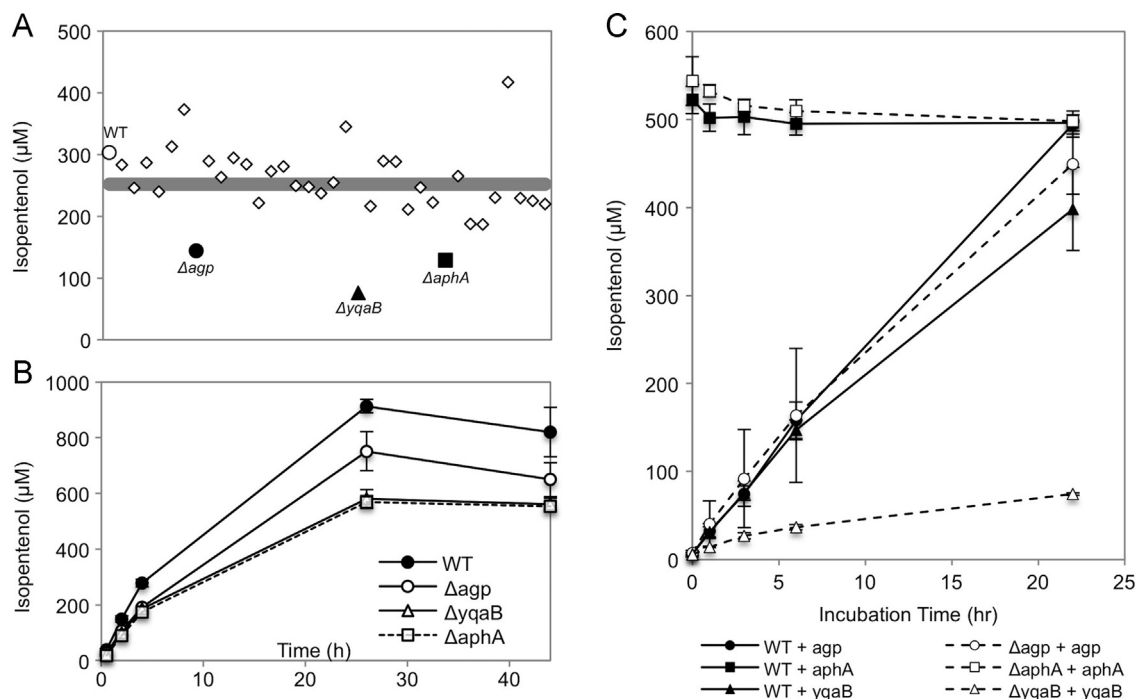 A
Isopentenol (µM)
500
400
300
200
100
0
WT
Δagp
ΔyqaB
ΔaphA
B
Isopentenol (µM)
1000
800
600
400
200
0
0
10
20
30
40
Time (h)
WT
Δagp
ΔyqaB
ΔaphA
C
Isopentenol (µM)
600
500
400
300
200
100
0
0
5
10
15
20
25
Incubation Time (hr)
WT + agp
WT + aphA
WT + yqaB
Δagp + agp
ΔaphA + aphA
ΔyqaB + yqaB